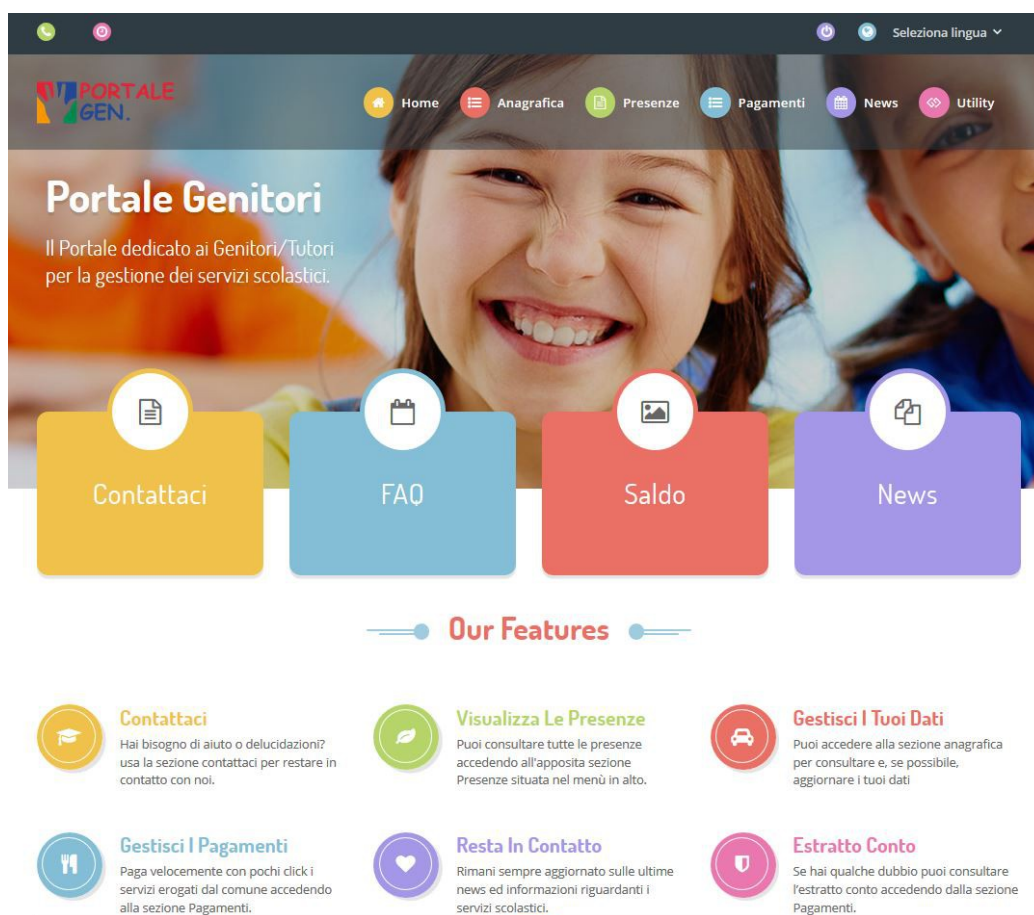 Seleziona lingua
PORTALE
GEN.
Home Anagrafica Presenze Pagamenti News Utility
Portale Genitori
Il Portale dedicato ai Genitori/Tutori
per la gestione dei servizi scolastici.
Contattaci
FAQ
Saldo
News
Our Features
Contattaci
Hai bisogno di aiuto o delucidazioni?
usa la sezione contattaci per restare in
contatto con noi.
Visualizza Le Presenze
Puoi consultare tutte le presenze
accedendo all'apposita sezione
Presenze situata nel menù in alto.
Gestisci I Tuoi Dati
Puoi accedere alla sezione anagrafica
per consultare e, se possibile,
aggiornare i tuoi dati
Gestisci I Pagamenti
Paga velocemente con pochi click i
servizi erogati dal comune accedendo
alla sezione Pagamenti.
Resta In Contatto
Rimani sempre aggiornato sulle ultime
news ed informazioni riguardanti i
servizi scolastici.
Estratto Conto
Se hai qualche dubbio puoi consultare
l'estratto conto accedendo dalla sezione
Pagamenti.